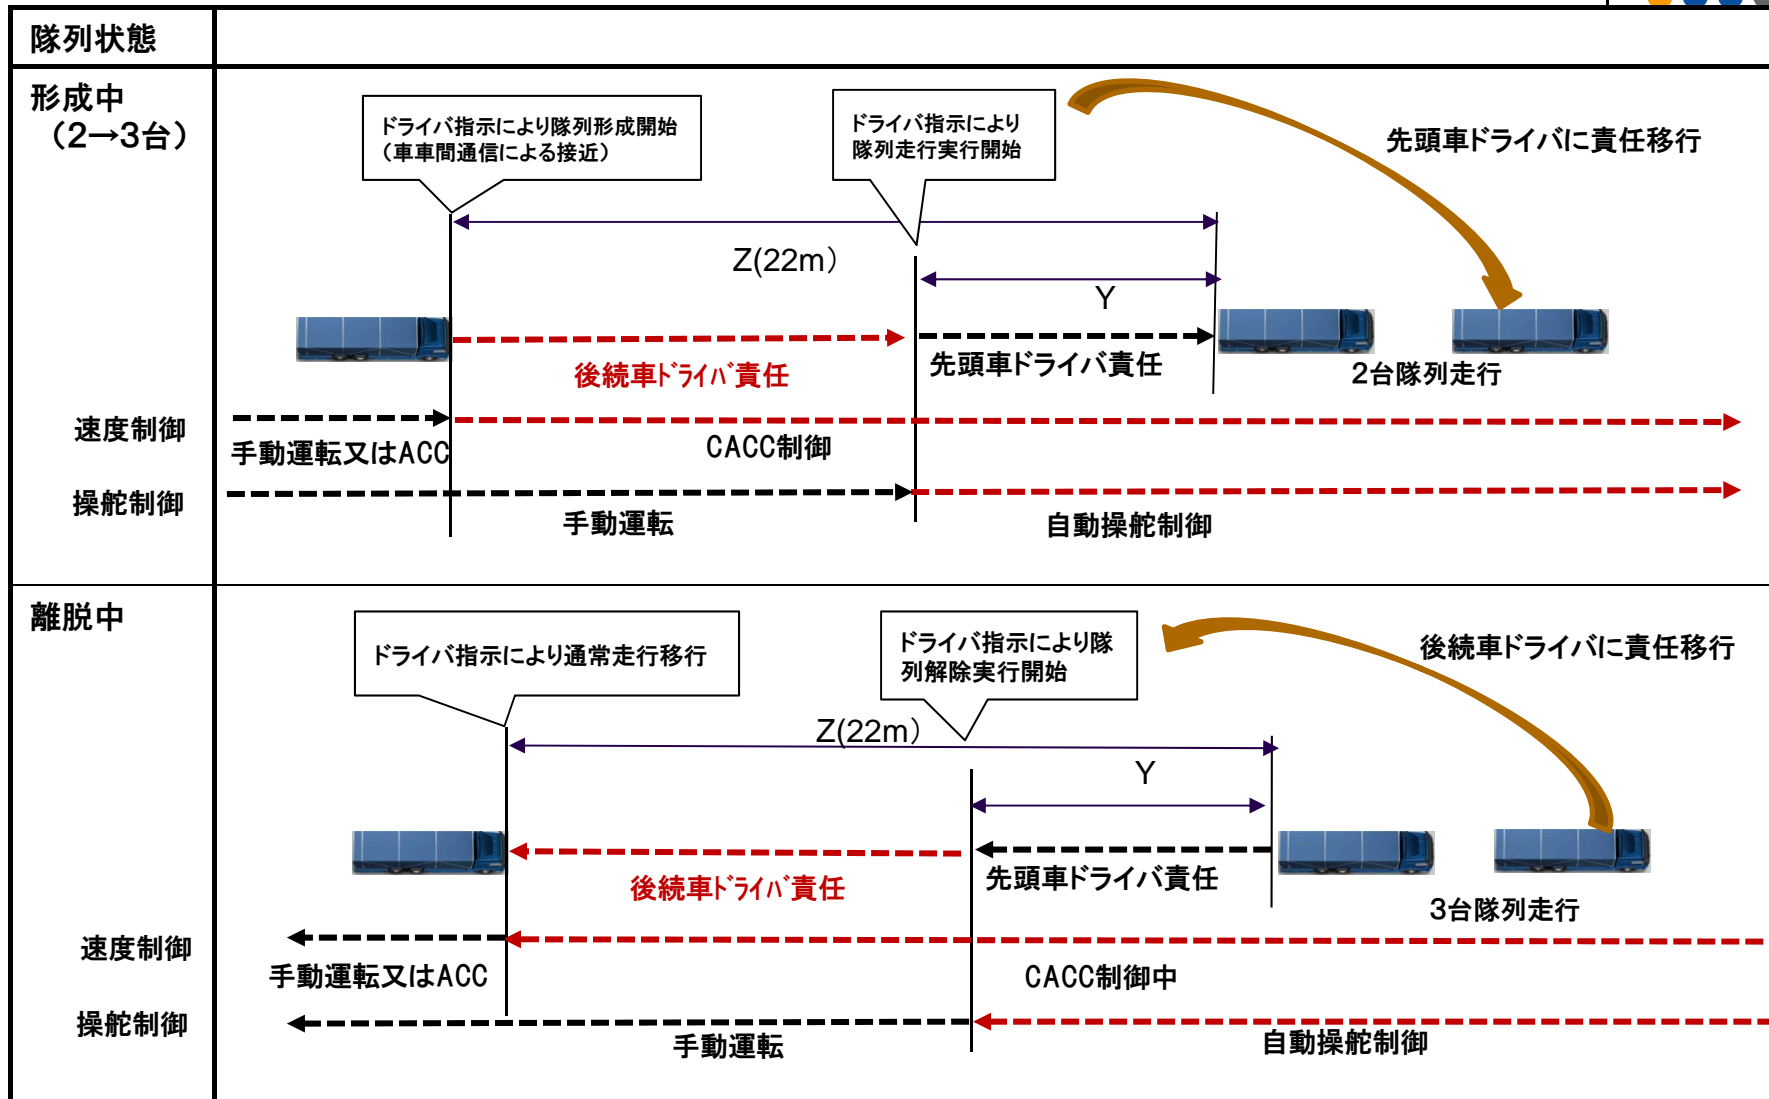 隊列状態
形成中
（2→3台）
ドライバ指示により隊列形成開始
（車車間通信による接近）
ドライバ指示により
隊列走行実行開始
先頭車ドライバに責任移行
Z(22m）
Y
後続車ﾄﾞﾗｲﾊﾞ責任
先頭車ドライバ責任
2台隊列走行
速度制御
手動運転又はACC
CACC制御
操舵制御
手動運転
自動操舵制御
離脱中
ドライバ指示により通常走行移行
ドライバ指示により隊
列解除実行開始
後続車ドライバに責任移行
Z(22m）
Y
後続車ﾄﾞﾗｲﾊﾞ責任
先頭車ドライバ責任
3台隊列走行
速度制御
手動運転又はACC
CACC制御中
操舵制御
手動運転
自動操舵制御